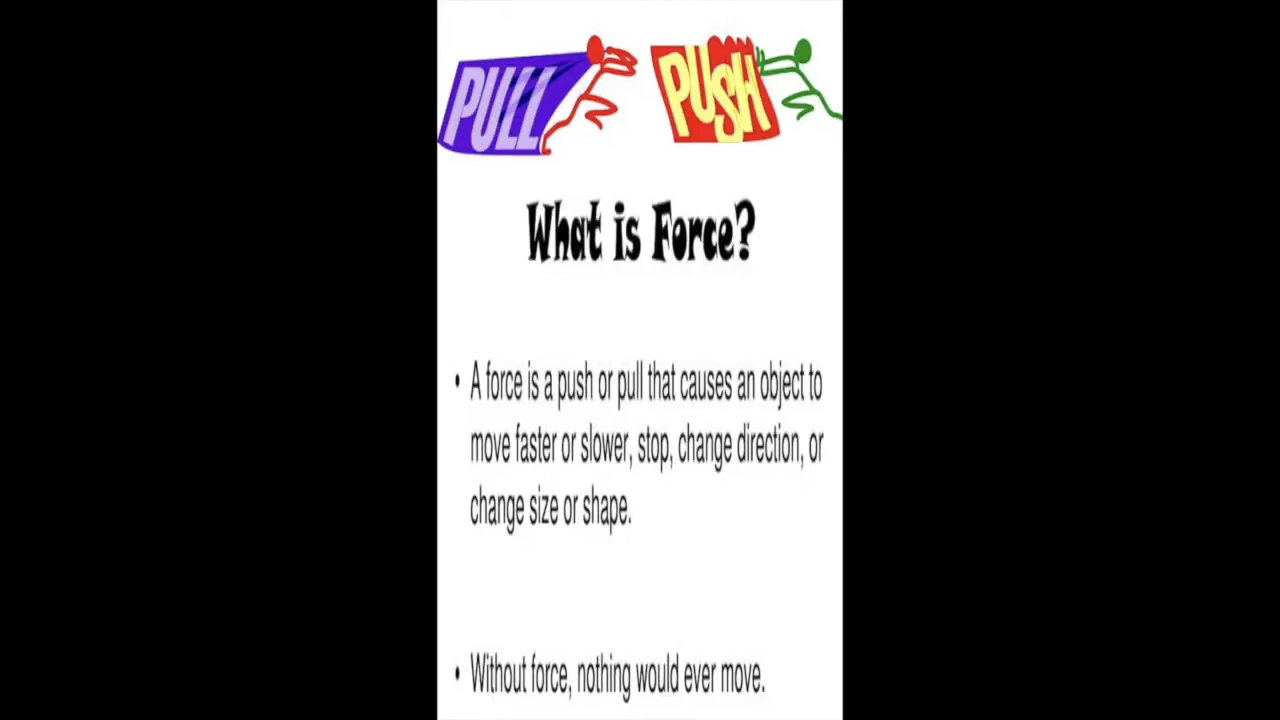 PULL PUSH
What is Force?
• A force is a push or pull that causes an object to
move faster or slower, stop, change direction, or
change size or shape.
• Without force, nothing would ever move.